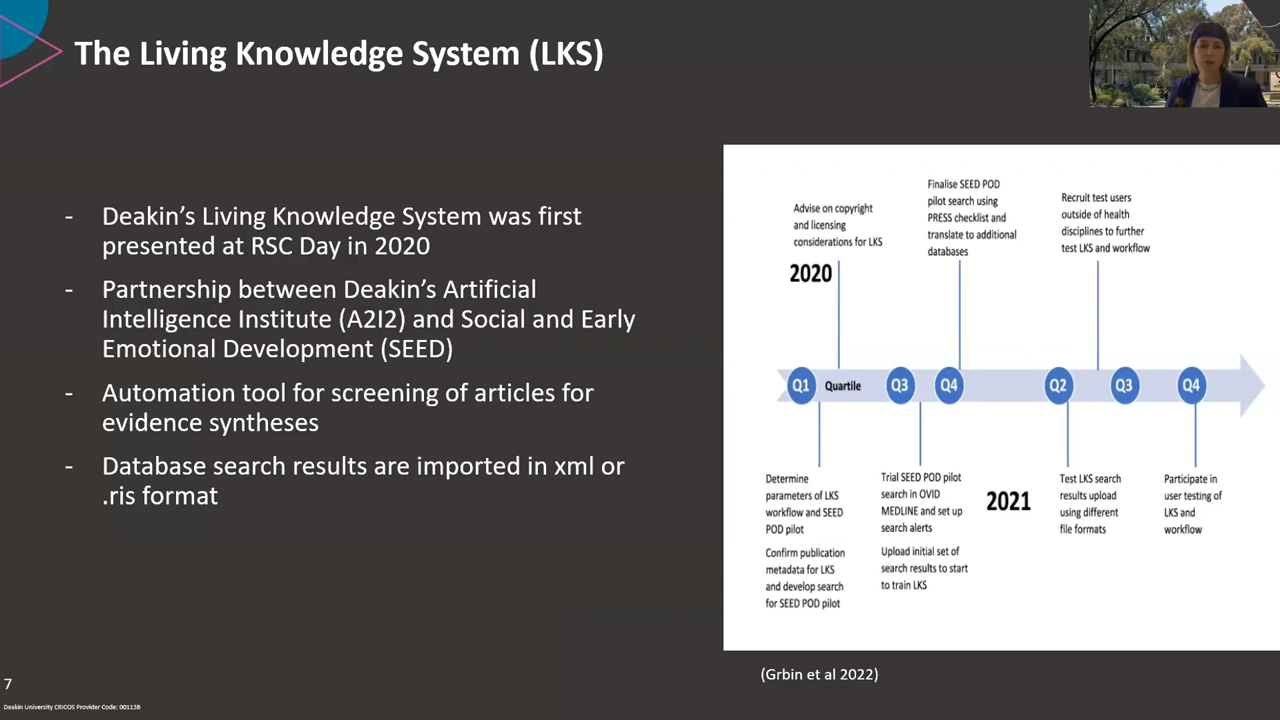 The Living Knowledge System (LKS)
- Deakin's Living Knowledge System was first
presented at RSC Day in 2020
- Partnership between Deakin's Artificial
Intelligence Institute (A2I2) and Social and Early
Emotional Development (SEED)
- Automation tool for screening of articles for
evidence syntheses
- Database search results are imported in xml or
.ris format
Advise on copyright
and licensing
considerations for LKS
2020
Finalise SEED POD
pilot search using
PRESS checklist and
translate to additional
databases
Recruit test users
outside of health
disciplines to further
test LKS and workflow
Q1 Quartile Q3 Q4 Q2 Q3 Q4
Determine
parameters of LKS
workflow and SEED
POD pilot
Confirm publication
metadata for LKS
and develop search
for SEED POD pilot
Trial SEED POD pilot
search in OVID
MEDLINE and set up
search alerts
Upload initial set of
search results to start
to train LKS
2021
Test LKS search
results upload
using different
file formats
Participate in
user testing of
LKS and
workflow
(Grbin et al 2022)
7
Deakin University CRICOS Provider Code: 00113B